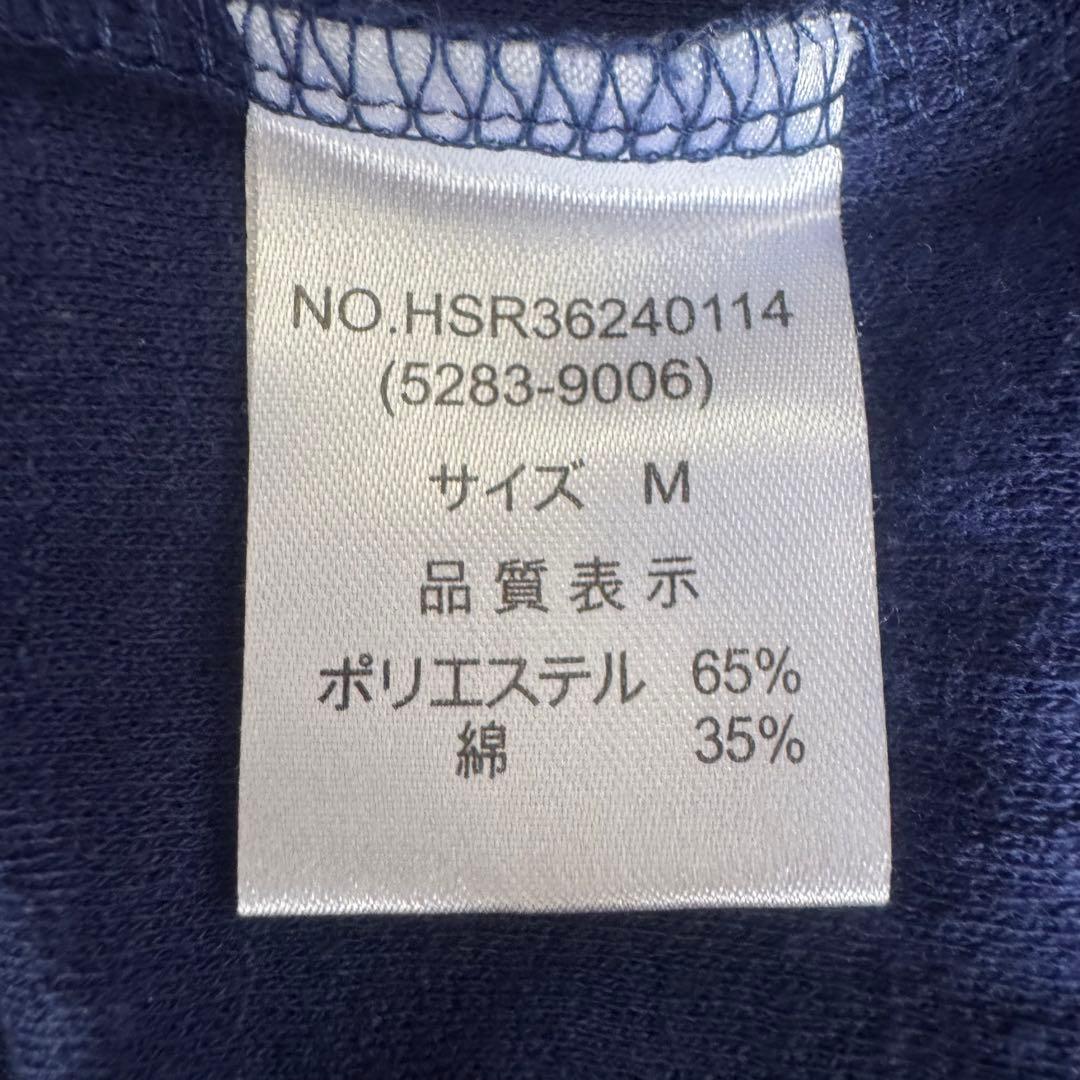 NO.HSR36240114
(5283-9006)
サイズ M
品質表示
ポリエステル 65%
綿 35%